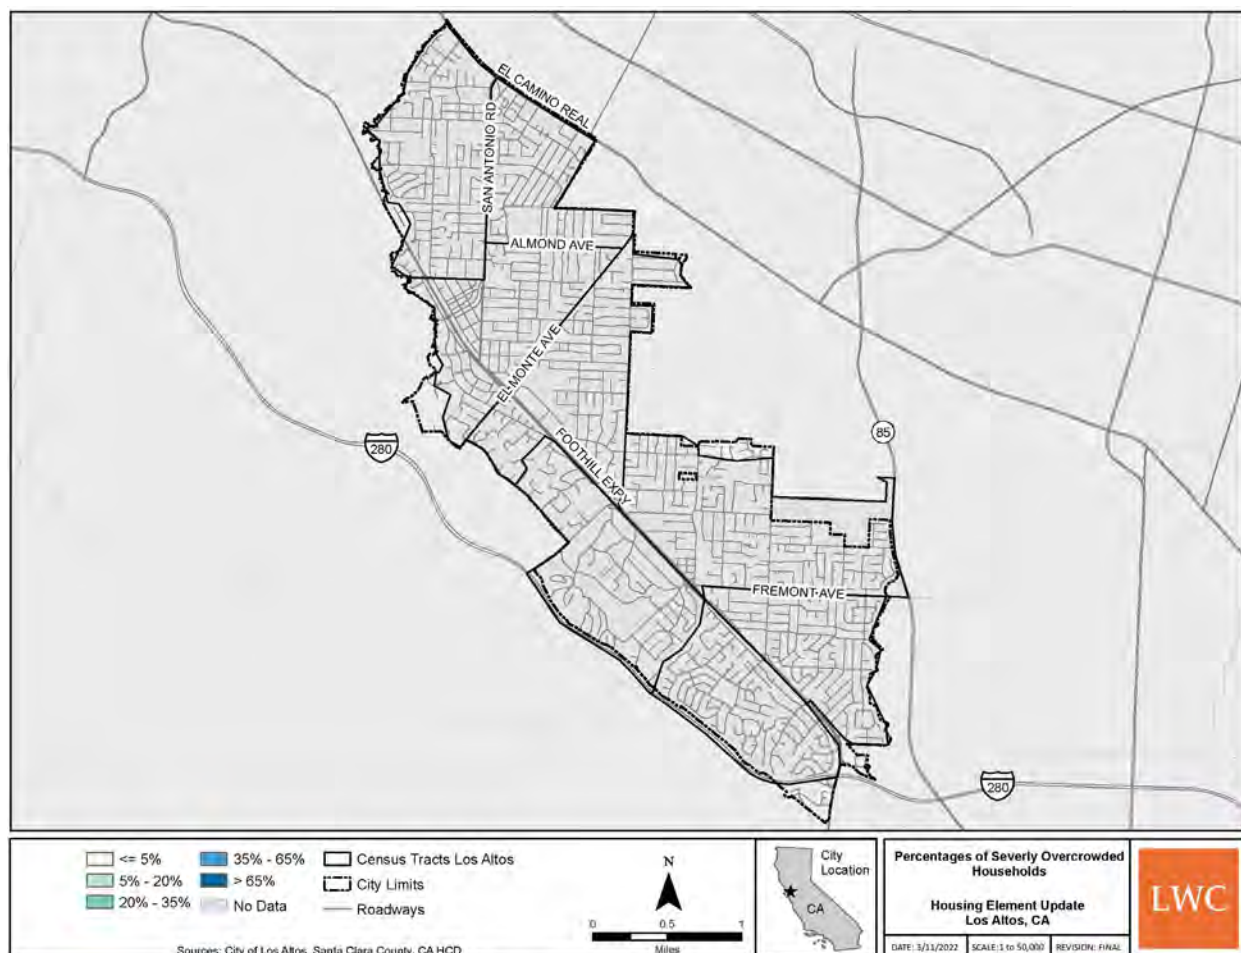 EL CAMINO REAL
SAN ANTONIO RD
ALMOND AVE
EL MONTE AVE
FOOTHILL EXPY
280
85
FREMONT AVE
280
<= 5%
5% - 20%
20% - 35%
35% - 65%
> 65%
No Data
Census Tracts Los Altos
City Limits
Roadways
Sources: City of Los Altos, Santa Clara County, CA HCD
N
0 0.5 1
Miles
City
Location
CA
Percentages of Severly Overcrowded
Households
Housing Element Update
Los Altos, CA
DATE: 3/11/2022 SCALE: 1 to 50,000 REVISION: FINAL
LWC